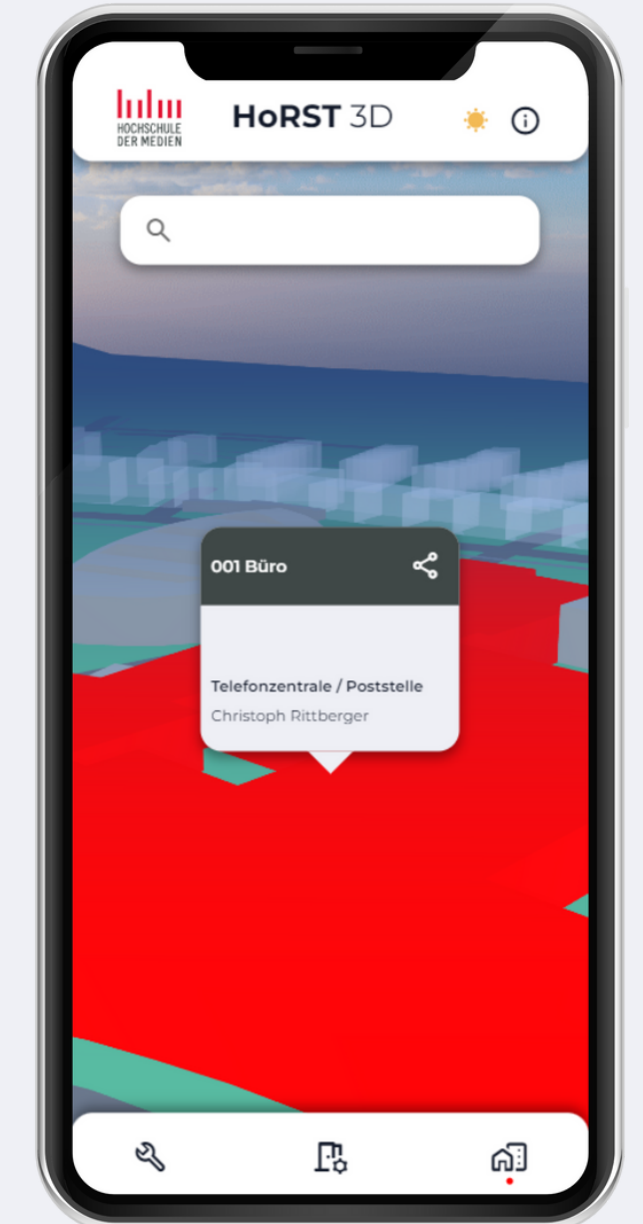 HOCHSCHULE
DER MEDIEN
HoRST 3D
001 Büro
Telefonzentrale / Poststelle
Christoph Rittberger